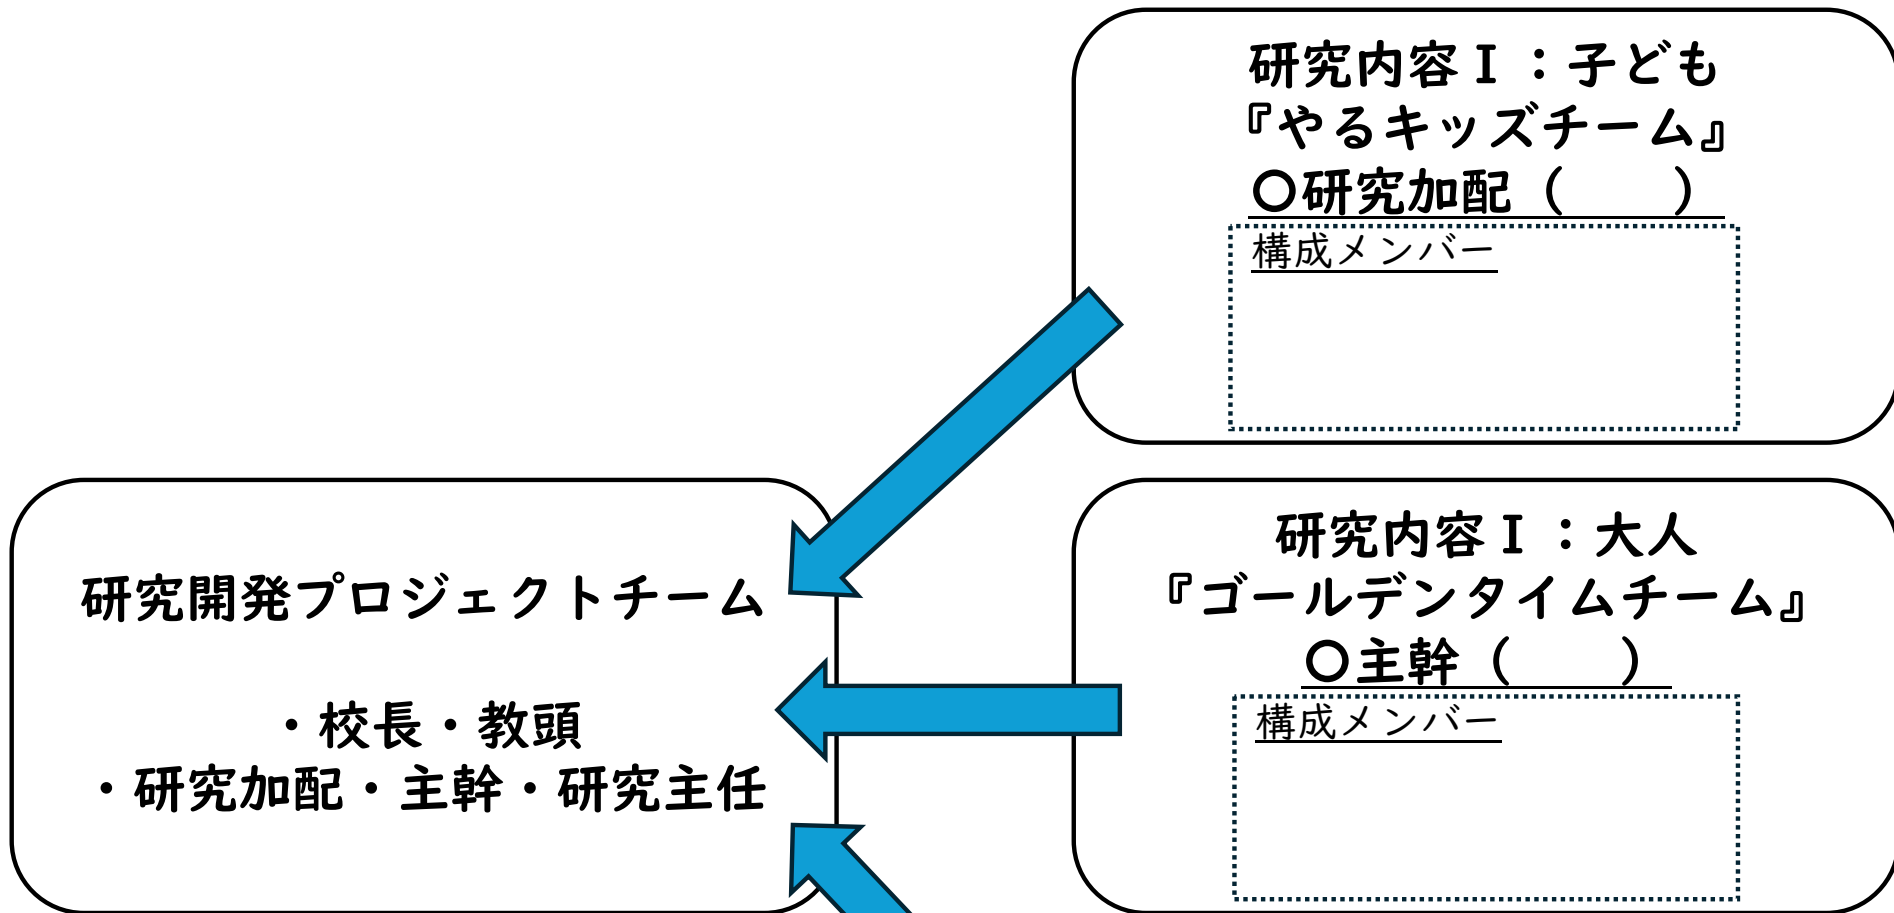 研究内容Ⅰ：子ども
『やるキッズチーム』
〇研究加配（　　）
構成メンバー
研究開発プロジェクトチーム
・校長・教頭
・研究加配・主幹・研究主任
研究内容Ⅰ：大人
『ゴールデンタイムチーム』
〇主幹（　　）
構成メンバー